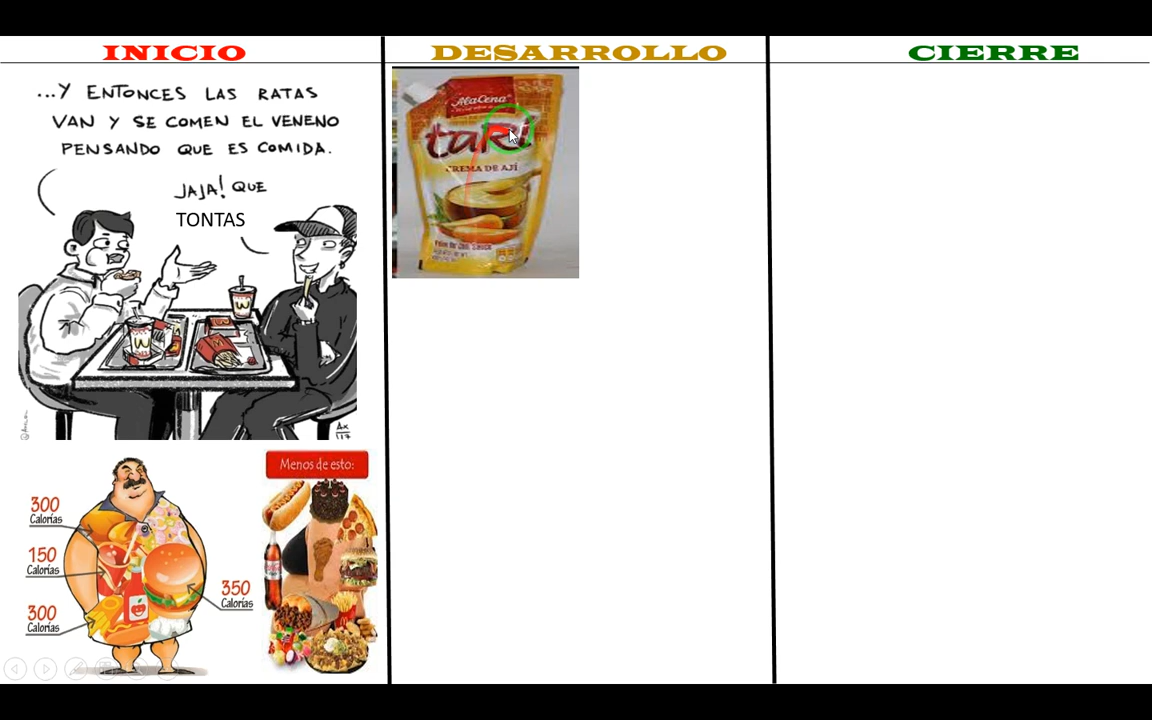 INICIO
DESARROLLO
CIERRE
...Y ENTONCES LAS RATAS
VAN Y SE COMEN EL VENENO
PENSANDO QUE ES COMIDA.
JAJA! QUE
TONTAS
AX
300
Calorías
150
Calorías
300
Calorías
350
Calorías
Menos de esto:
AlaCena
tari
CREMA DE AJÍ